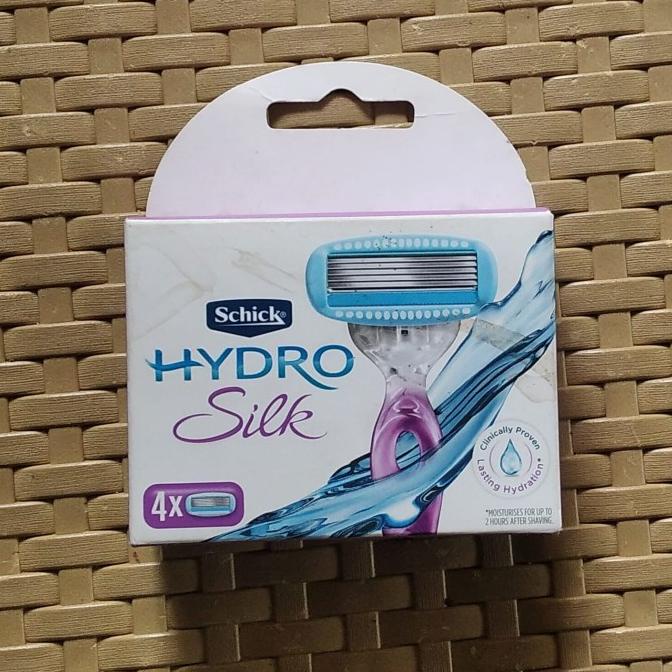 Schick®
HYDRO
Silk
4x
Clinically Proven
Lasting Hydration*
*MOISTURISES FOR UP TO
2 HOURS AFTER SHAVING.